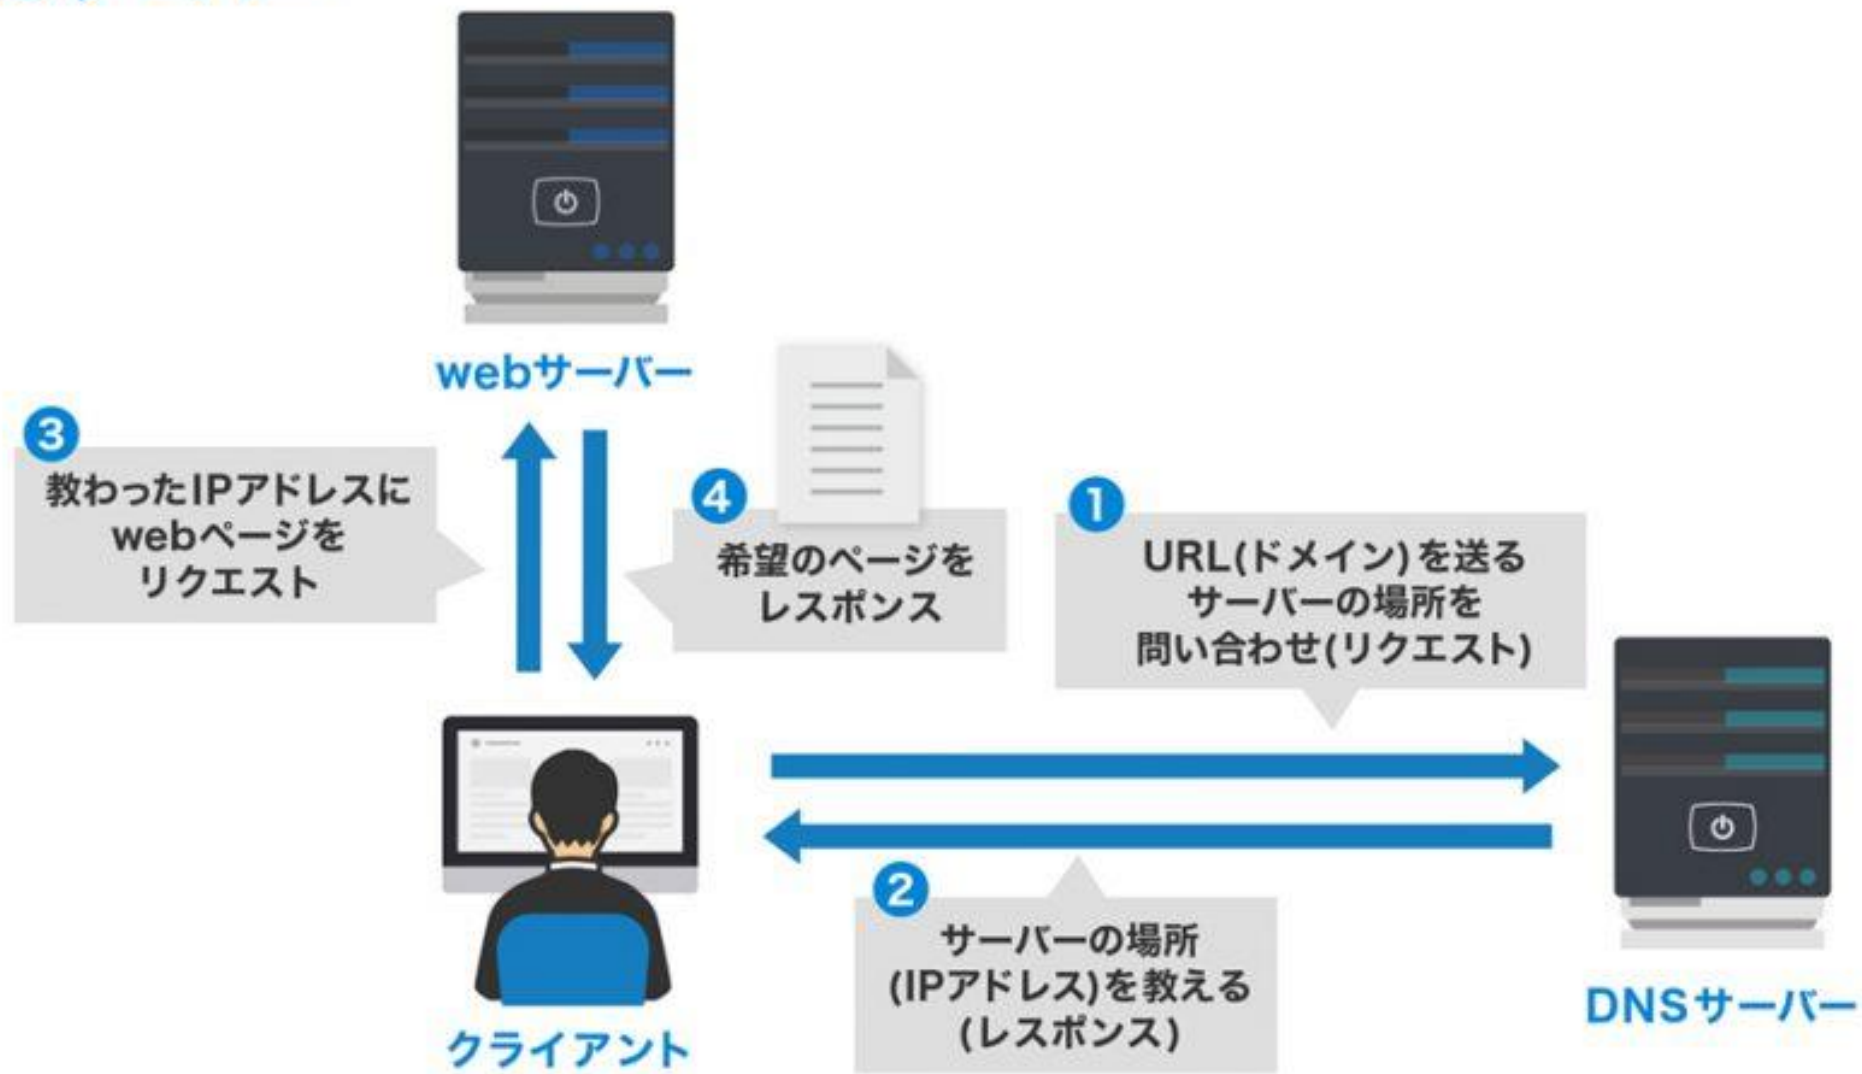 webサーバー
3
教わったIPアドレスに
webページを
リクエスト
4
希望のページを
レスポンス
1
URL(ドメイン)を送る
サーバーの場所を
問い合わせ(リクエスト)
2
サーバーの場所
(IPアドレス)を教える
(レスポンス)
クライアント
DNSサーバー